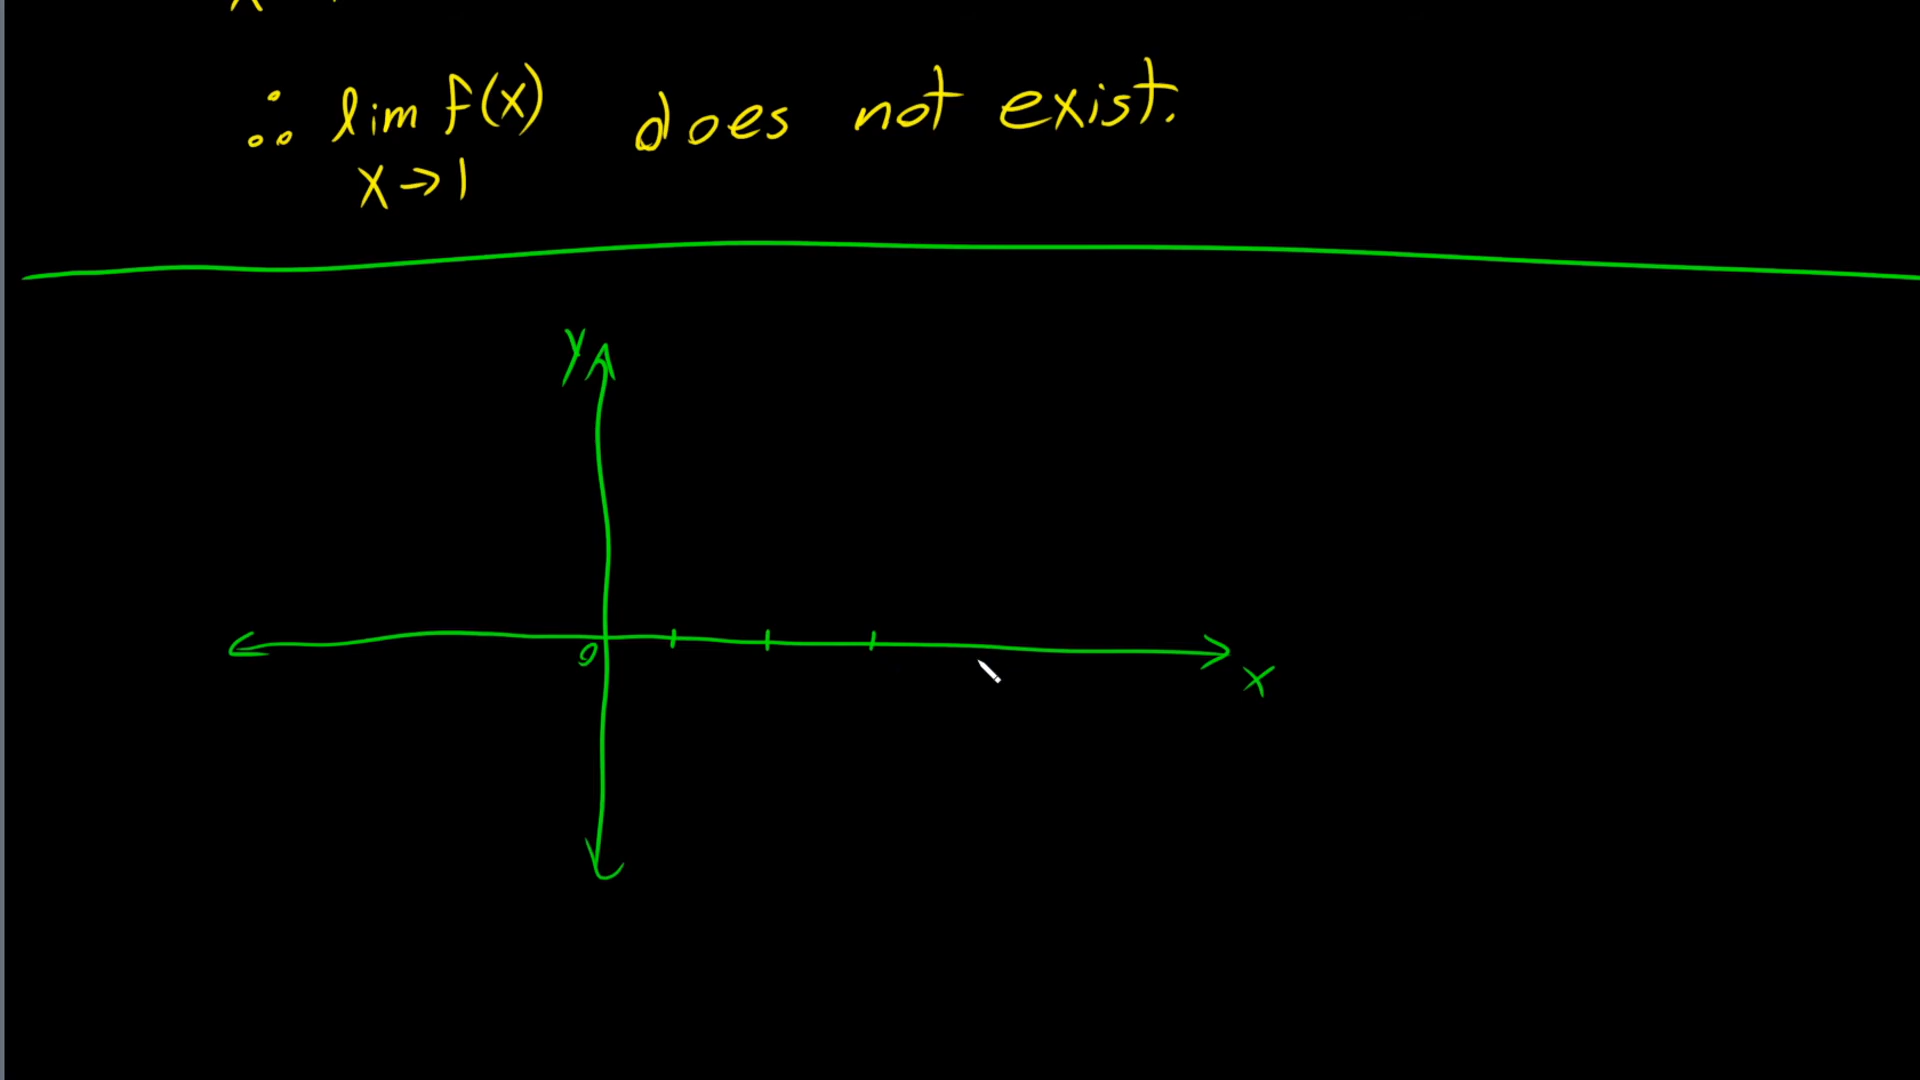 ∴ lim f(x) does not exist.
x→1
y
0
x